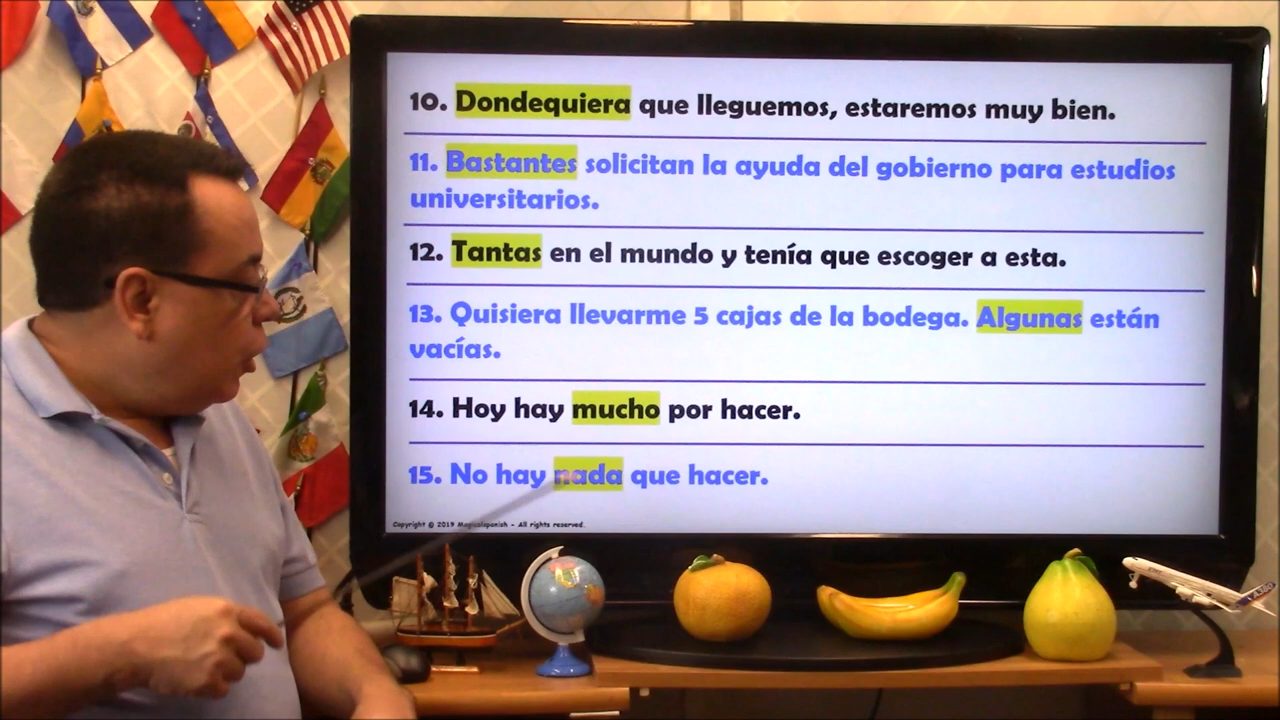 10. Dondequiera que lleguemos, estaremos muy bien.
11. Bastantes solicitan la ayuda del gobierno para estudios
universitarios.
12. Tantas en el mundo y tenía que escoger a esta.
13. Quisiera llevarme 5 cajas de la bodega. Algunas están
vacías.
14. Hoy hay mucho por hacer.
15. No hay nada que hacer.
Copyright © 2019 Magicalspanish - All rights reserved.
A380